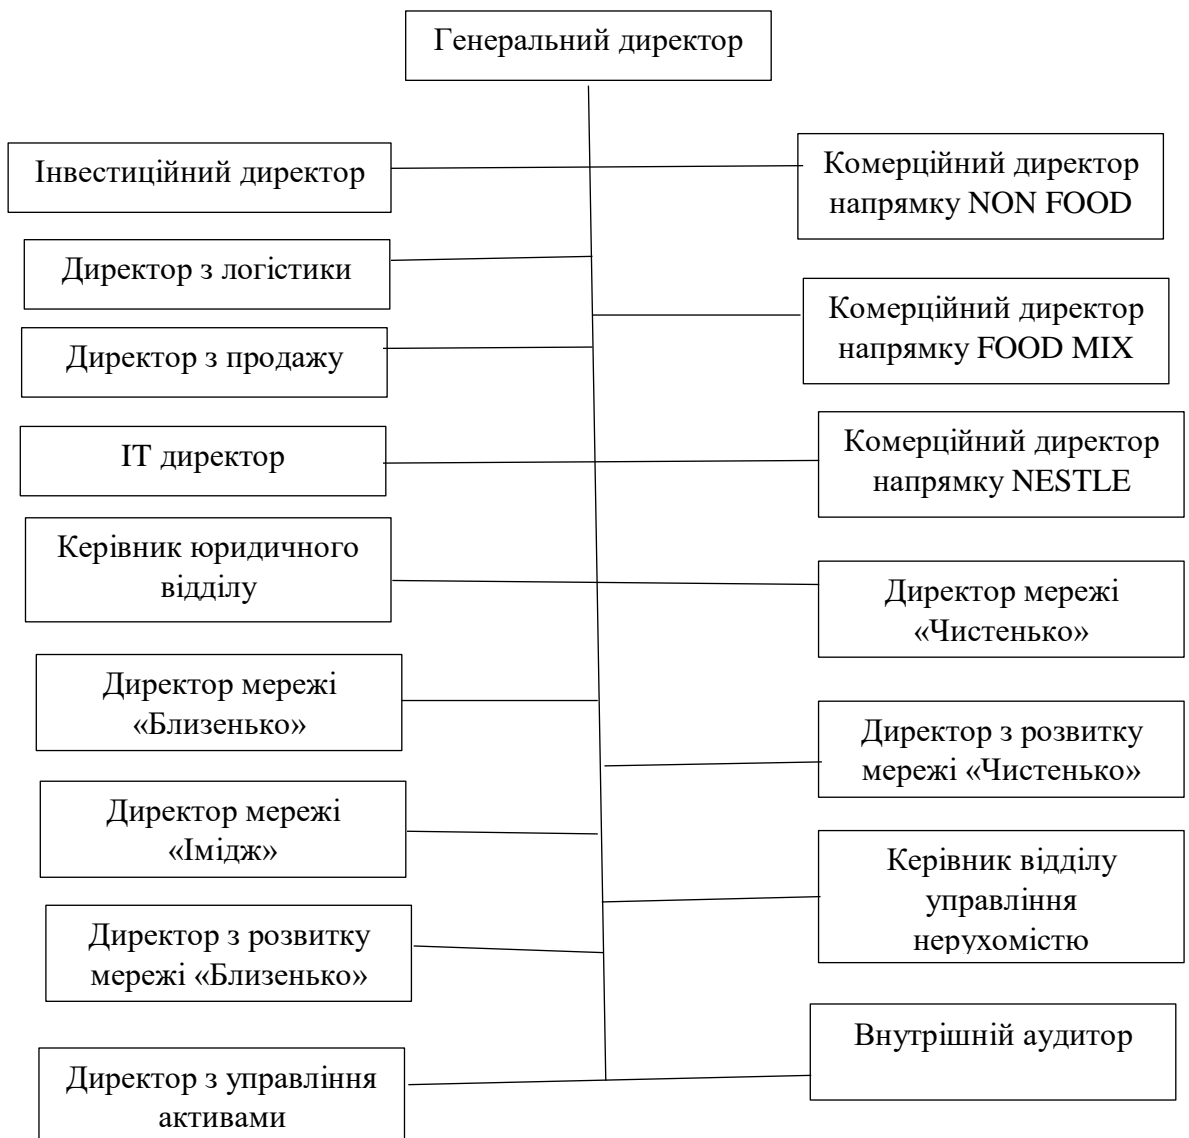 Генеральний директор
Інвестиційний директор
Комерційний директор
напрямку NON FOOD
Директор з логістики
Комерційний директор
напрямку FOOD MIX
Директор з продажу
ІТ директор
Комерційний директор
напрямку NESTLE
Керівник юридичного
відділу
Директор мережі
«Чистенько»
Директор мережі
«Близенько»
Директор з розвитку
мережі «Чистенько»
Директор мережі
«Імідж»
Керівник відділу
управління
нерухомістю
Директор з розвитку
мережі «Близенько»
Внутрішній аудитор
Директор з управління
активами